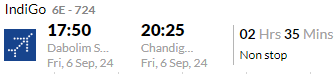 IndiGo 6E - 724
17:50 20:25 02 Hrs 35 Mins
Dabolim S... Chandig... Non stop
Fri, 6 Sep, 24 Fri, 6 Sep, 24